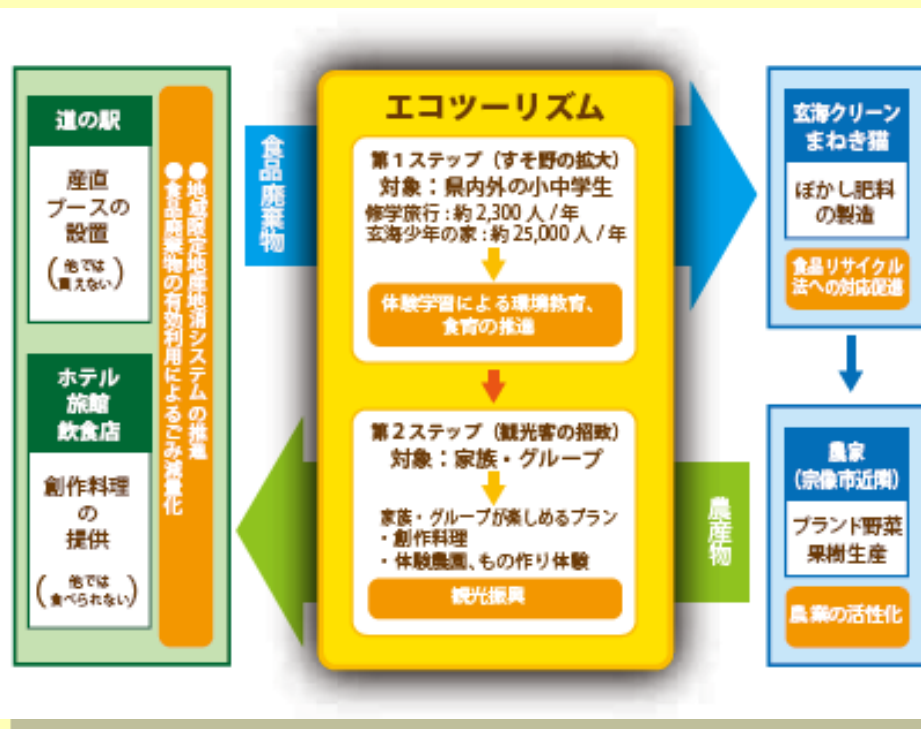 道の駅
産直
ブースの
設置
(他では
買えない)
ホテル
旅館
飲食店
創作料理
の
提供
(他では
食べられない)
●地域限定地産地消システムの推進
●食品廃棄物の有効利用によるごみ減量化
食品廃棄物
エコツーリズム
第1ステップ（すそ野の拡大）
対象：県内外の小中学生
修学旅行：約2,300人/年
玄海少年の家：約25,000人/年
体験学習による環境教育、
食育の推進
第2ステップ（観光客の招致）
対象：家族・グループ
家族・グループが楽しめるプラン
・創作料理
・体験農園、もの作り体験
観光振興
農産物
玄海クリーン
まねき猫
ぼかし肥料
の製造
食品リサイクル
法への対応促進
農家
(宗像市近隣)
ブランド野菜
果樹生産
農業の活性化